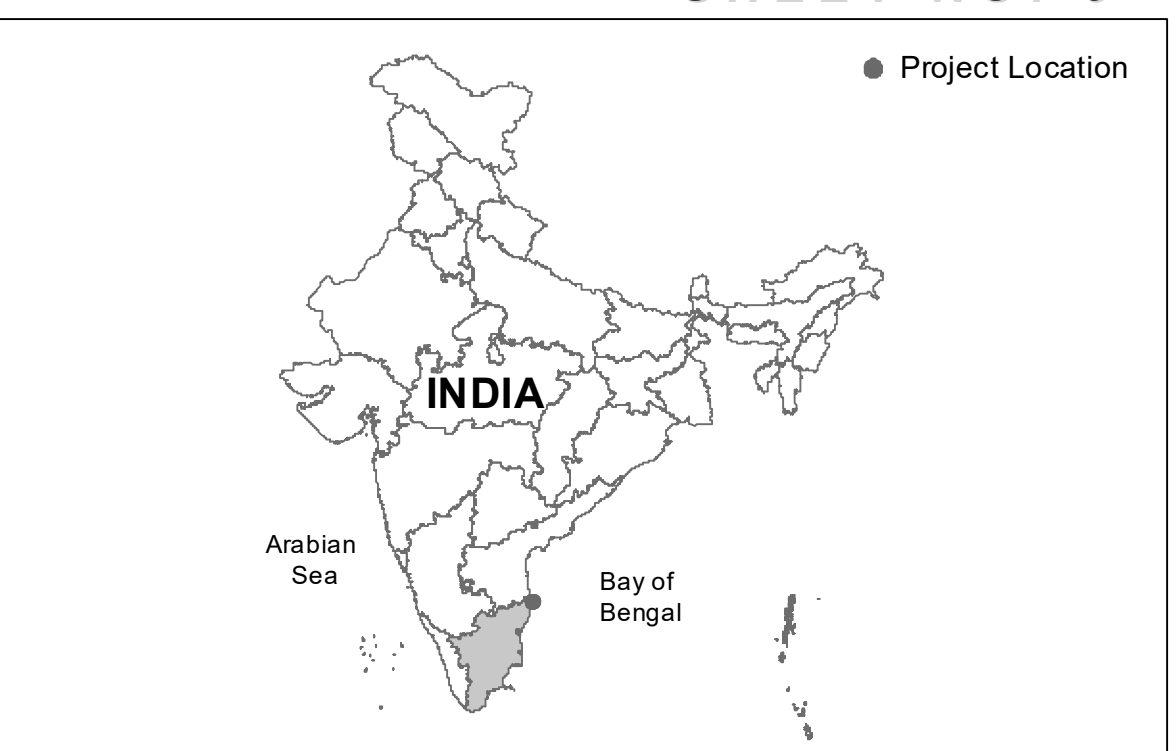 Project Location
INDIA
Arabian
Sea
Bay of
Bengal